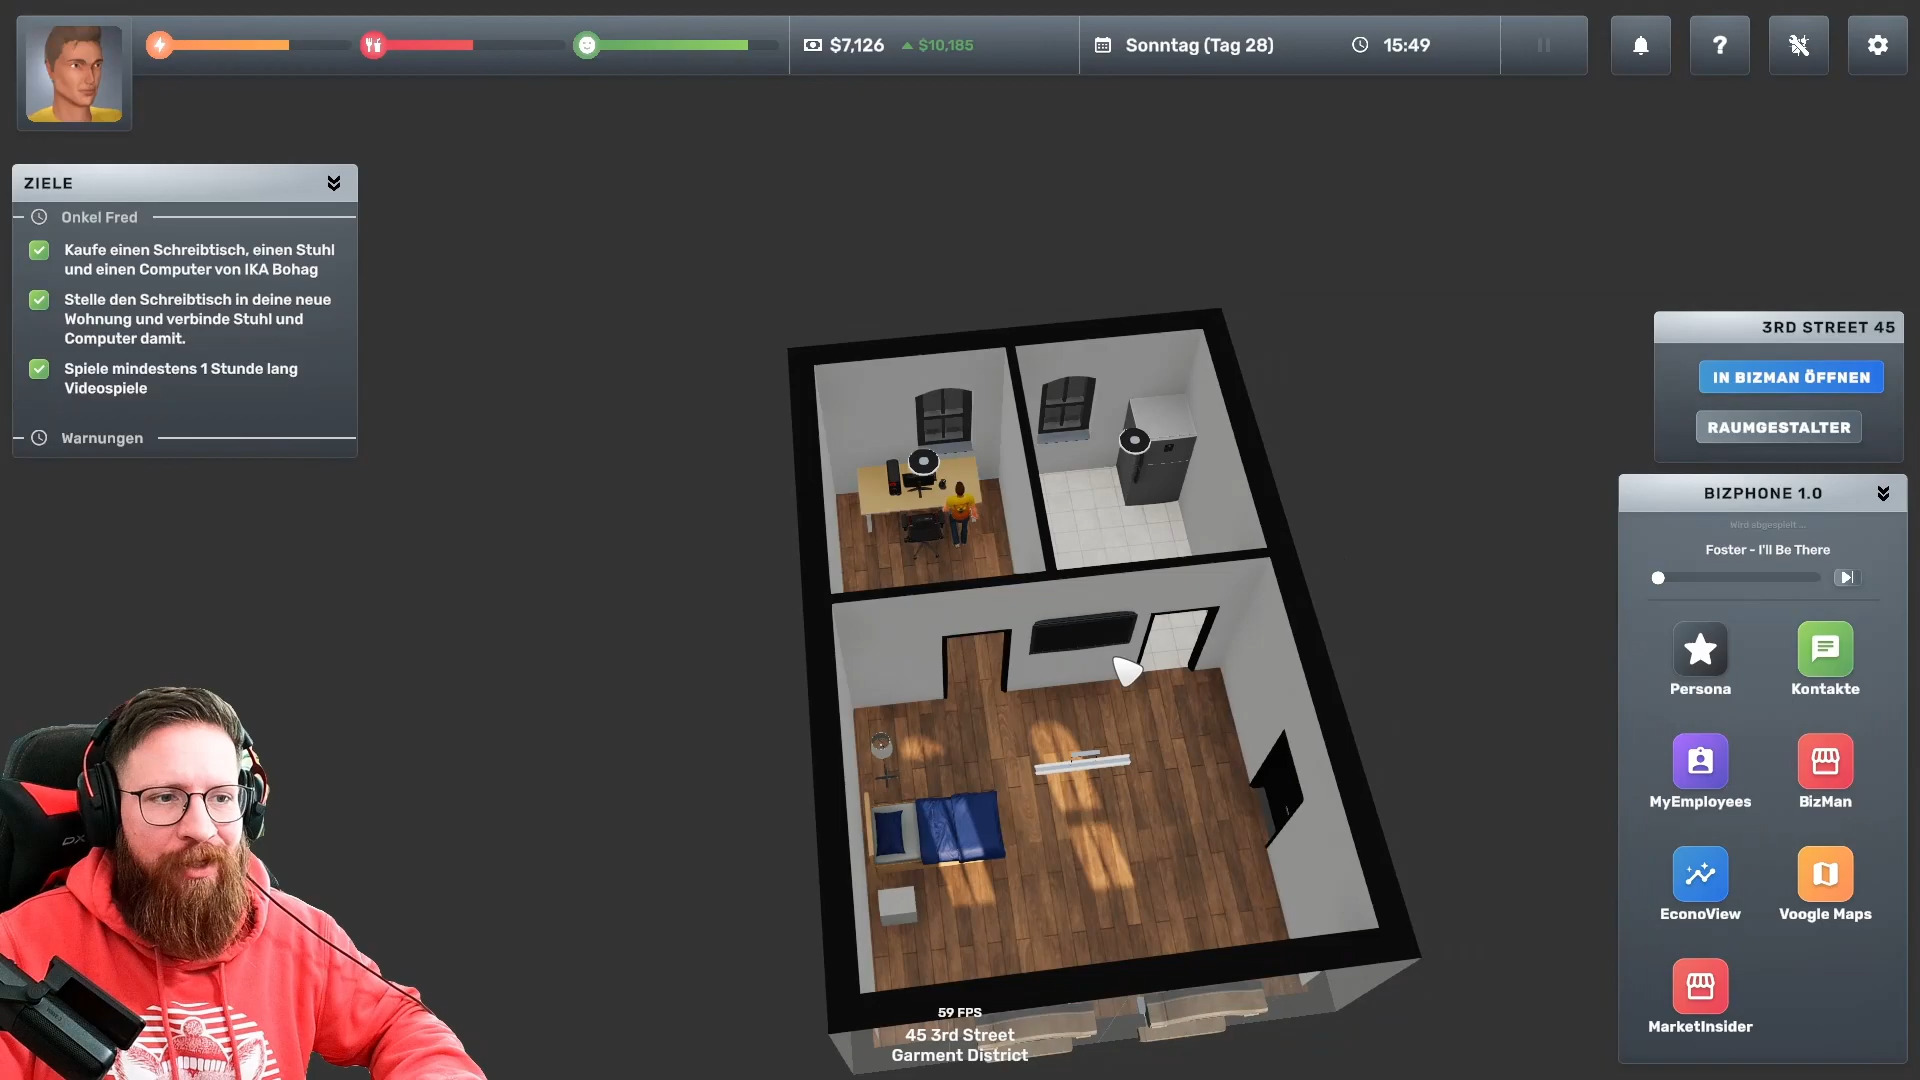 $7,126
$10,185
Sonntag (Tag 28)
15:49
?
ZIELE
Onkel Fred
Kaufe einen Schreibtisch, einen Stuhl
und einen Computer von IKA Bohag
Stelle den Schreibtisch in deine neue
Wohnung und verbinde Stuhl und
Computer damit.
Spiele mindestens 1 Stunde lang
Videospiele
Warnungen
3RD STREET 45
IN BIZMAN ÖFFNEN
RAUMGESTALTER
BIZPHONE 1.0
Wird abgespielt ...
Foster - I'll Be There
Persona
Kontakte
MyEmployees
BizMan
EconoView
Voogle Maps
MarketInsider
59 FPS
45 3rd Street
Garment District